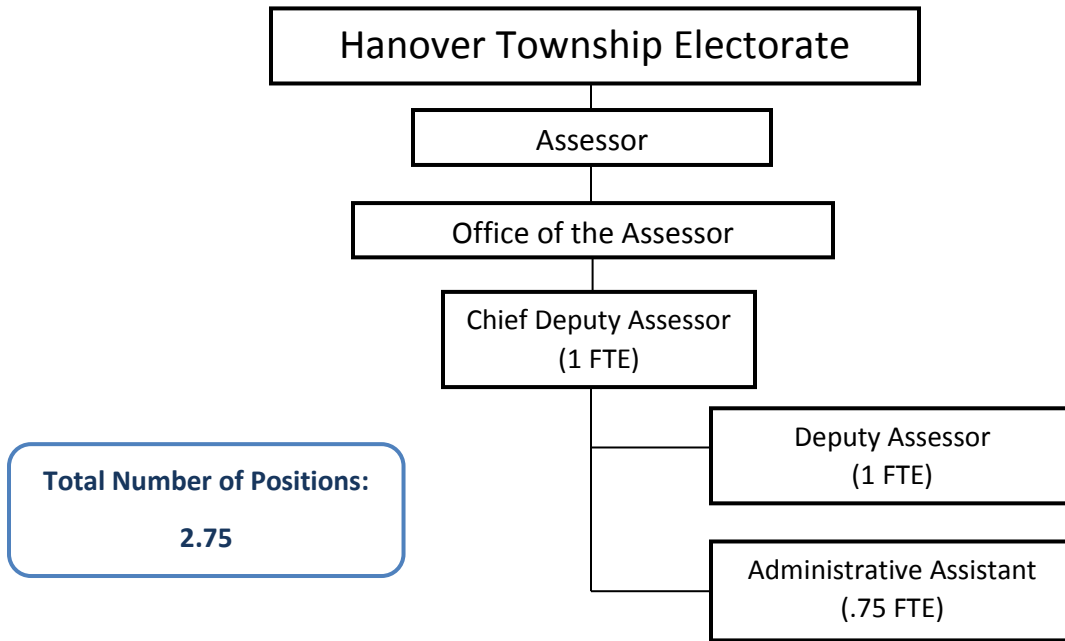 Hanover Township Electorate
Assessor
Office of the Assessor
Chief Deputy Assessor
(1 FTE)
Deputy Assessor
(1 FTE)
Total Number of Positions:
2.75
Administrative Assistant
(.75 FTE)